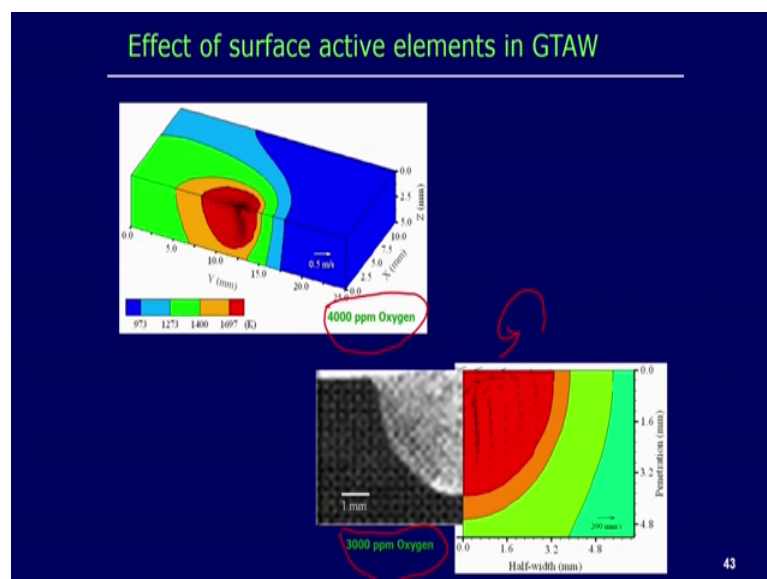 Effect of surface active elements in GTAW
0.0
2.5
5.0
Z (mm)
10.0
7.5
5.0
2.5
0.0
X (mm)
0.0
5.0
10.0
15.0
20.0
25.0
Y (mm)
0.5 m/s
973 1273 1400 1697 (K)
4000 ppm Oxygen
0.0
1.6
3.2
4.8
Penetration (mm)
1 mm
200 mm/s
3000 ppm Oxygen
0.0 1.6 3.2 4.8
Half-width (mm)
43